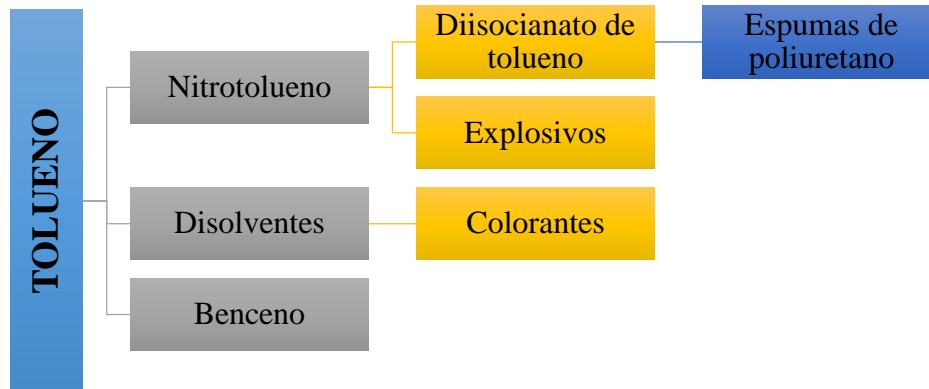 TOLUENO
Nitrotolueno
Diisocianato de
tolueno
Espumas de
poliuretano
Explosivos
Disolventes
Colorantes
Benceno